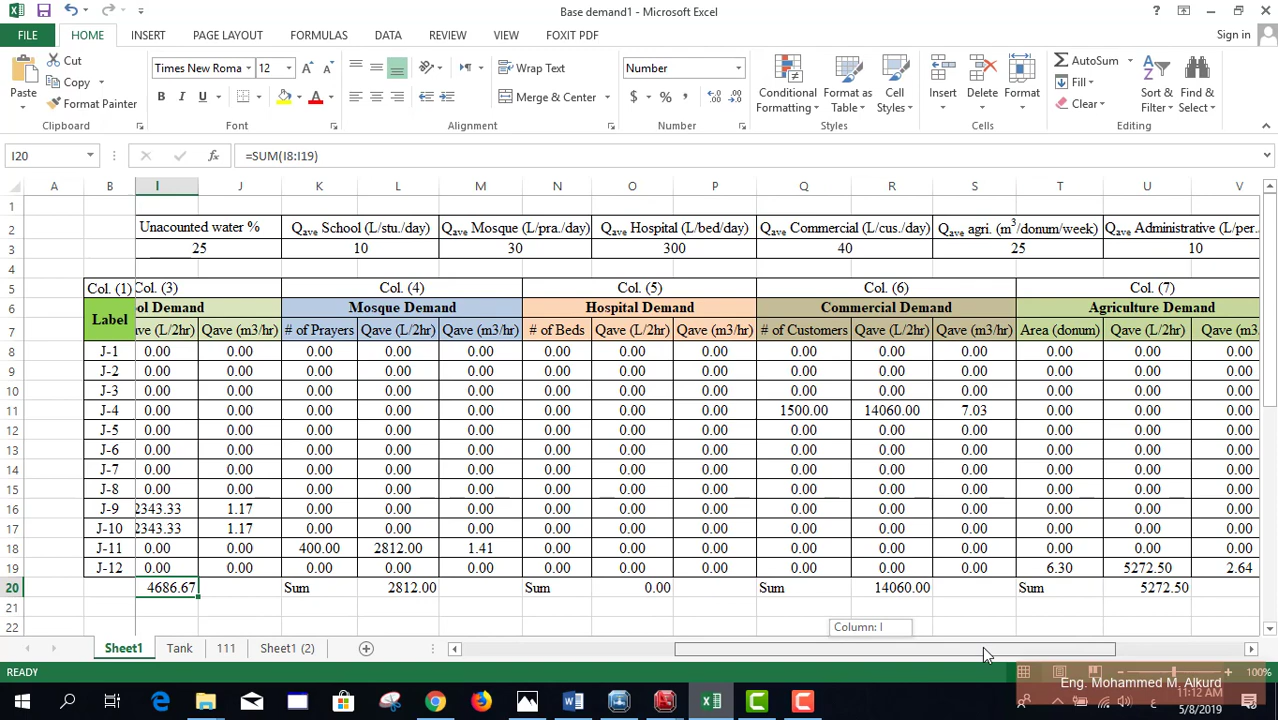 Base demand1 - Microsoft Excel
FILE HOME INSERT PAGE LAYOUT FORMULAS DATA REVIEW VIEW FOXIT PDF Sign in
Cut
Copy
Format Painter
Paste
Clipboard
Times New Roma 12
B I U
Font
Wrap Text
Merge & Center
Alignment
Number
$ % ,
Number
Conditional Formatting
Format as Table
Cell Styles
Styles
Insert Delete Format
Cells
AutoSum
Fill
Clear
Sort & Filter
Find & Select
Editing
I20 =SUM(I8:I19)
A B I J K L M N O P Q R S T U V
1
2 Unacounted water % Qave School (L/stu./day) Qave Mosque (L/pra./day) Qave Hospital (L/bed/day) Qave Commercial (L/cus./day) Qave agri. (m3/donum/week) Qave Administrative (L/per.
3 25 10 30 300 40 25 10
4
5 Col. (1) Col. (3) Col. (4) Col. (5) Col. (6) Col. (7)
6 Label ol Demand Mosque Demand Hospital Demand Commercial Demand Agriculture Demand
7 ave (L/2hr) Qave (m3/hr) # of Prayers Qave (L/2hr) Qave (m3/hr) # of Beds Qave (L/2hr) Qave (m3/hr) # of Customers Qave (L/2hr) Qave (m3/hr) Area (donum) Qave (L/2hr) Qave (m3
8 J-1 0.00 0.00 0.00 0.00 0.00 0.00 0.00 0.00 0.00 0.00 0.00 0.00 0.00 0.00
9 J-2 0.00 0.00 0.00 0.00 0.00 0.00 0.00 0.00 0.00 0.00 0.00 0.00 0.00 0.00
10 J-3 0.00 0.00 0.00 0.00 0.00 0.00 0.00 0.00 0.00 0.00 0.00 0.00 0.00 0.00
11 J-4 0.00 0.00 0.00 0.00 0.00 0.00 0.00 0.00 1500.00 14060.00 7.03 0.00 0.00 0.00
12 J-5 0.00 0.00 0.00 0.00 0.00 0.00 0.00 0.00 0.00 0.00 0.00 0.00 0.00 0.00
13 J-6 0.00 0.00 0.00 0.00 0.00 0.00 0.00 0.00 0.00 0.00 0.00 0.00 0.00 0.00
14 J-7 0.00 0.00 0.00 0.00 0.00 0.00 0.00 0.00 0.00 0.00 0.00 0.00 0.00 0.00
15 J-8 0.00 0.00 0.00 0.00 0.00 0.00 0.00 0.00 0.00 0.00 0.00 0.00 0.00 0.00
16 J-9 2343.33 1.17 0.00 0.00 0.00 0.00 0.00 0.00 0.00 0.00 0.00 0.00 0.00 0.00
17 J-10 2343.33 1.17 0.00 0.00 0.00 0.00 0.00 0.00 0.00 0.00 0.00 0.00 0.00 0.00
18 J-11 0.00 0.00 400.00 2812.00 1.41 0.00 0.00 0.00 0.00 0.00 0.00 0.00 0.00 0.00
19 J-12 0.00 0.00 0.00 0.00 0.00 0.00 0.00 0.00 0.00 0.00 0.00 6.30 5272.50 2.64
20 4686.67 Sum 2812.00 Sum 0.00 Sum 14060.00 Sum 5272.50
21
22
Column: I
Sheet1 Tank 111 Sheet1 (2)
READY 100%
Eng. Mohammed M. Alkurd
11:12 AM
5/8/2019